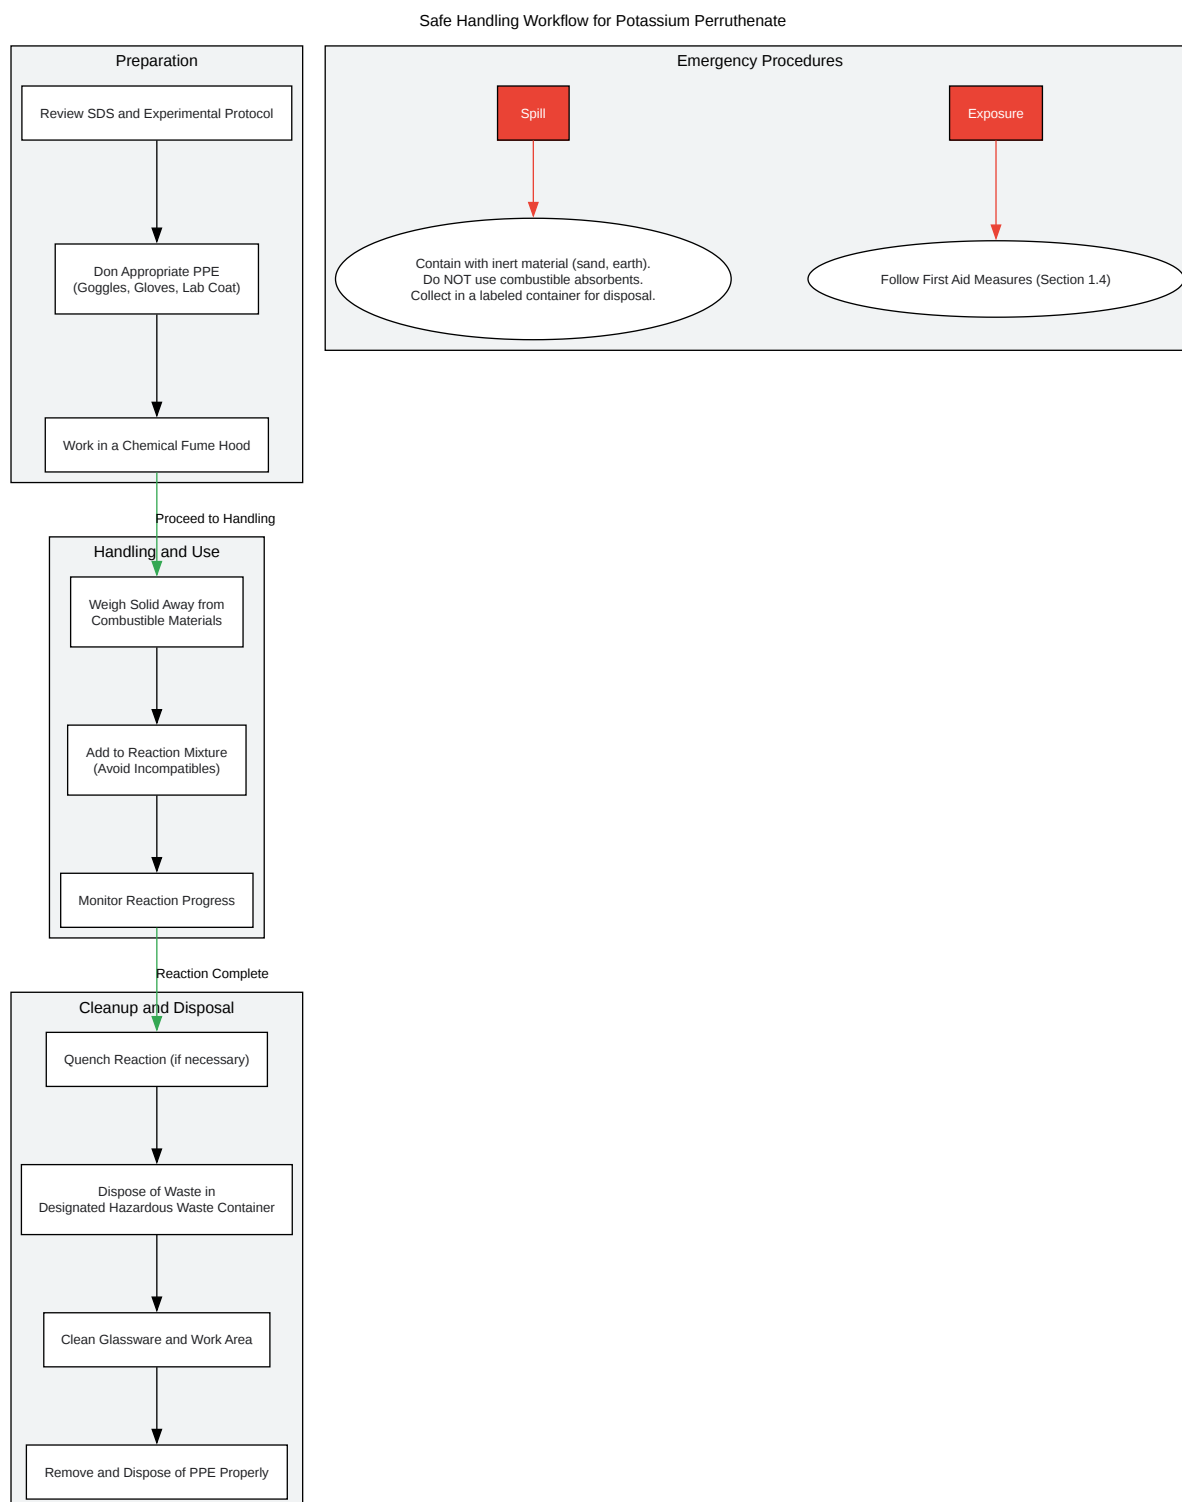 Safe Handling Workflow for Potassium Perruthenate
Preparation
Review SDS and Experimental Protocol
Don Appropriate PPE
(Goggles, Gloves, Lab Coat)
Work in a Chemical Fume Hood
Proceed to Handling
Handling and Use
Weigh Solid Away from
Combustible Materials
Add to Reaction Mixture
(Avoid Incompatibles)
Monitor Reaction Progress
Reaction Complete
Cleanup and Disposal
Quench Reaction (if necessary)
Dispose of Waste in
Designated Hazardous Waste Container
Clean Glassware and Work Area
Remove and Dispose of PPE Properly
Emergency Procedures
Spill
Contain with inert material (sand, earth).
Do NOT use combustible absorbents.
Collect in a labeled container for disposal.
Exposure
Follow First Aid Measures (Section 1.4)